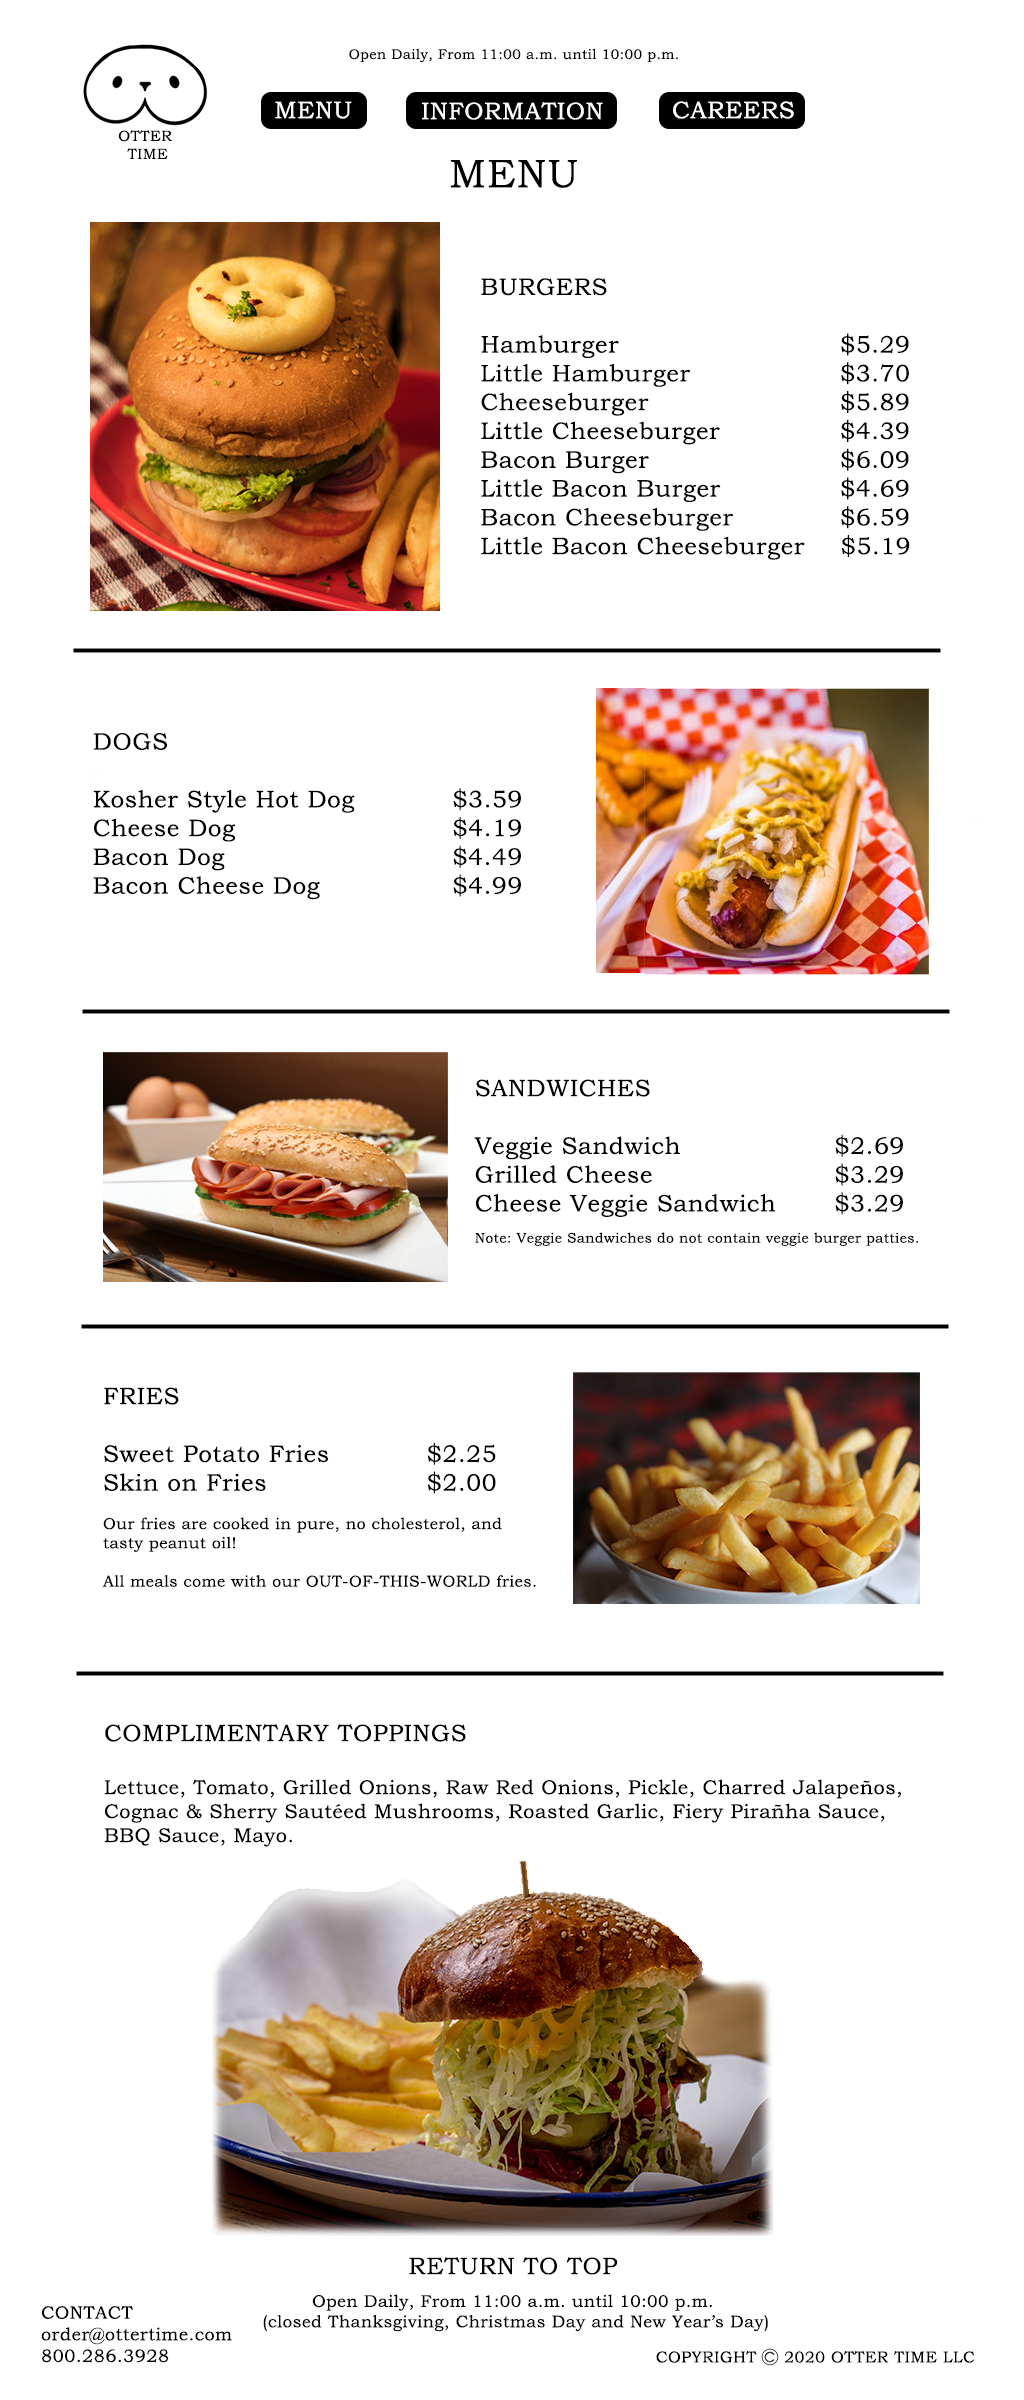 OTTER
TIME
Open Daily, From 11:00 a.m. until 10:00 p.m.
MENU
INFORMATION
CAREERS
MENU
BURGERS
Hamburger $5.29
Little Hamburger $3.70
Cheeseburger $5.89
Little Cheeseburger $4.39
Bacon Burger $6.09
Little Bacon Burger $4.69
Bacon Cheeseburger $6.59
Little Bacon Cheeseburger $5.19
DOGS
Kosher Style Hot Dog $3.59
Cheese Dog $4.19
Bacon Dog $4.49
Bacon Cheese Dog $4.99
SANDWICHES
Veggie Sandwich $2.69
Grilled Cheese $3.29
Cheese Veggie Sandwich $3.29
Note: Veggie Sandwiches do not contain veggie burger patties.
FRIES
Sweet Potato Fries $2.25
Skin on Fries $2.00
Our fries are cooked in pure, no cholesterol, and
tasty peanut oil!
All meals come with our OUT-OF-THIS-WORLD fries.
COMPLIMENTARY TOPPINGS
Lettuce, Tomato, Grilled Onions, Raw Red Onions, Pickle, Charred Jalapeños,
Cognac & Sherry Sautéed Mushrooms, Roasted Garlic, Fiery Pirañha Sauce,
BBQ Sauce, Mayo.
RETURN TO TOP
Open Daily, From 11:00 a.m. until 10:00 p.m.
(closed Thanksgiving, Christmas Day and New Year's Day)
CONTACT
order@ottertime.com
800.286.3928
COPYRIGHT © 2020 OTTER TIME LLC